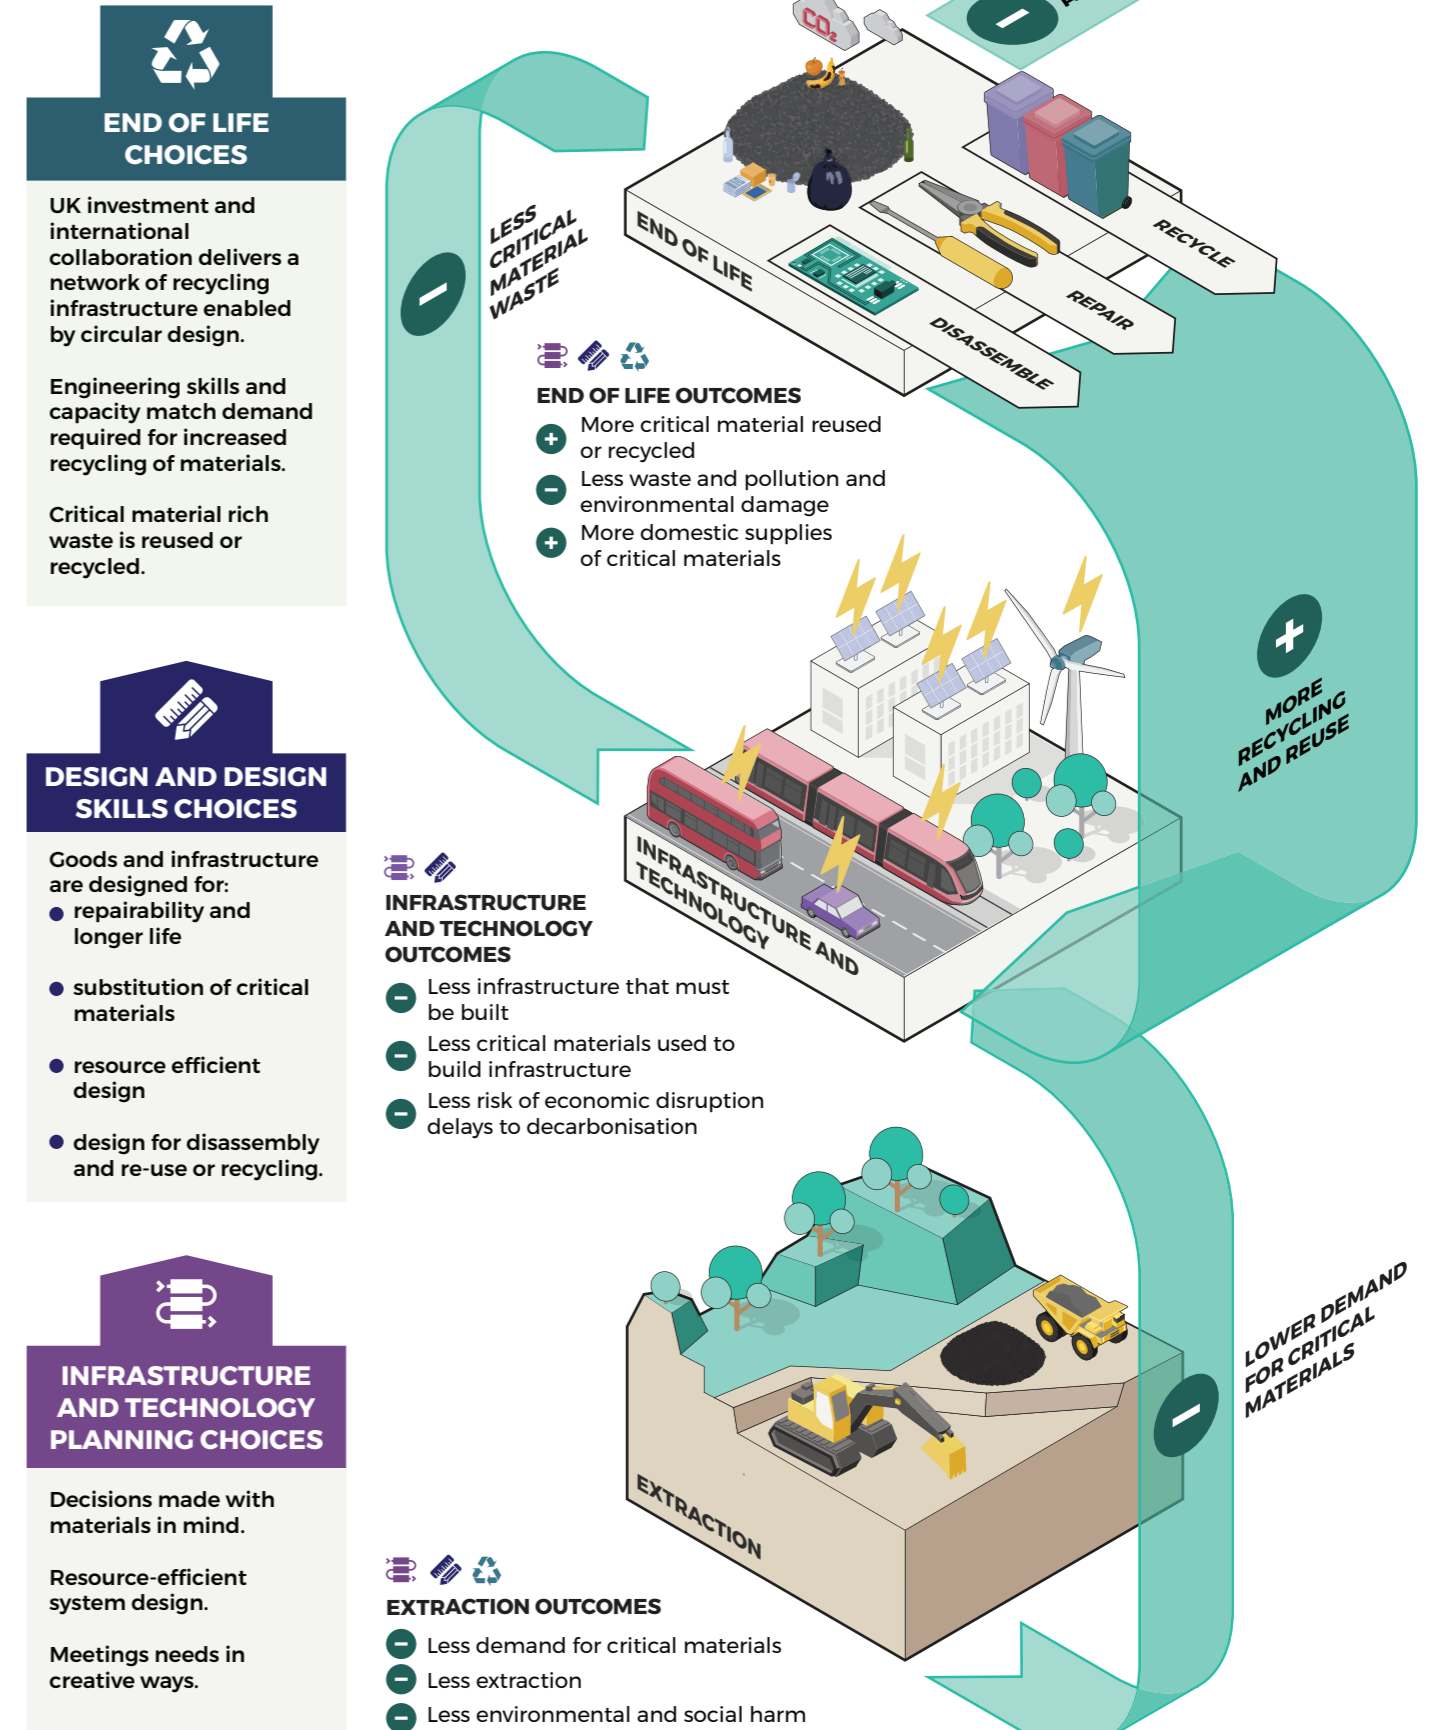 END OF LIFE
CHOICES
UK investment and
international
collaboration delivers a
network of recycling
infrastructure enabled
by circular design.
Engineering skills and
capacity match demand
required for increased
recycling of materials.
Critical material rich
waste is reused or
recycled.
DESIGN AND DESIGN
SKILLS CHOICES
Goods and infrastructure
are designed for:
repairability and
longer life
substitution of critical
materials
resource efficient
design
design for disassembly
and re-use or recycling.
INFRASTRUCTURE
AND TECHNOLOGY
PLANNING CHOICES
Decisions made with
materials in mind.
Resource-efficient
system design.
Meetings needs in
creative ways.
CO2
LESS
CRITICAL
MATERIAL
WASTE
END OF LIFE
RECYCLE
REPAIR
DISASSEMBLE
END OF LIFE OUTCOMES
More critical material reused
or recycled
Less waste and pollution and
environmental damage
More domestic supplies
of critical materials
MORE
RECYCLING
AND REUSE
INFRASTRUCTURE AND
TECHNOLOGY
INFRASTRUCTURE
AND TECHNOLOGY
OUTCOMES
Less infrastructure that must
be built
Less critical materials used to
build infrastructure
Less risk of economic disruption
delays to decarbonisation
LOWER DEMAND
FOR CRITICAL
MATERIALS
EXTRACTION
EXTRACTION OUTCOMES
Less demand for critical materials
Less extraction
Less environmental and social harm